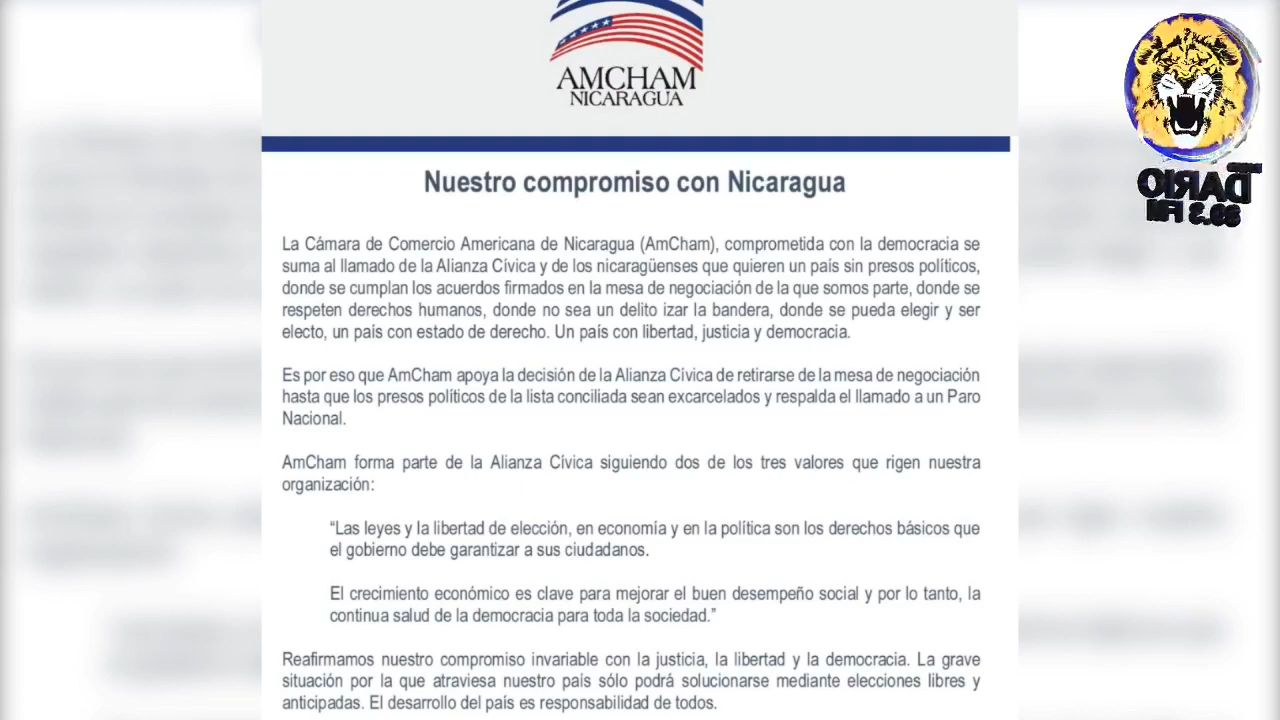 AMCHAM
NICARAGUA
Nuestro compromiso con Nicaragua
La Cámara de Comercio Americana de Nicaragua (AmCham), comprometida con la democracia se
suma al llamado de la Alianza Cívica y de los nicaragüenses que quieren un país sin presos políticos,
donde se cumplan los acuerdos firmados en la mesa de negociación de la que somos parte, donde se
respeten derechos humanos, donde no sea un delito izar la bandera, donde se pueda elegir y ser
electo, un país con estado de derecho. Un país con libertad, justicia y democracia.
Es por eso que AmCham apoya la decisión de la Alianza Cívica de retirarse de la mesa de negociación
hasta que los presos políticos de la lista conciliada sean excarcelados y respalda el llamado a un Paro
Nacional.
AmCham forma parte de la Alianza Cívica siguiendo dos de los tres valores que rigen nuestra
organización:
“Las leyes y la libertad de elección, en economía y en la política son los derechos básicos que
el gobierno debe garantizar a sus ciudadanos.
El crecimiento económico es clave para mejorar el buen desempeño social y por lo tanto, la
continua salud de la democracia para toda la sociedad.”
Reafirmamos nuestro compromiso invariable con la justicia, la libertad y la democracia. La grave
situación por la que atraviesa nuestro país sólo podrá solucionarse mediante elecciones libres y
anticipadas. El desarrollo del país es responsabilidad de todos.
DARIO
89.3 FM